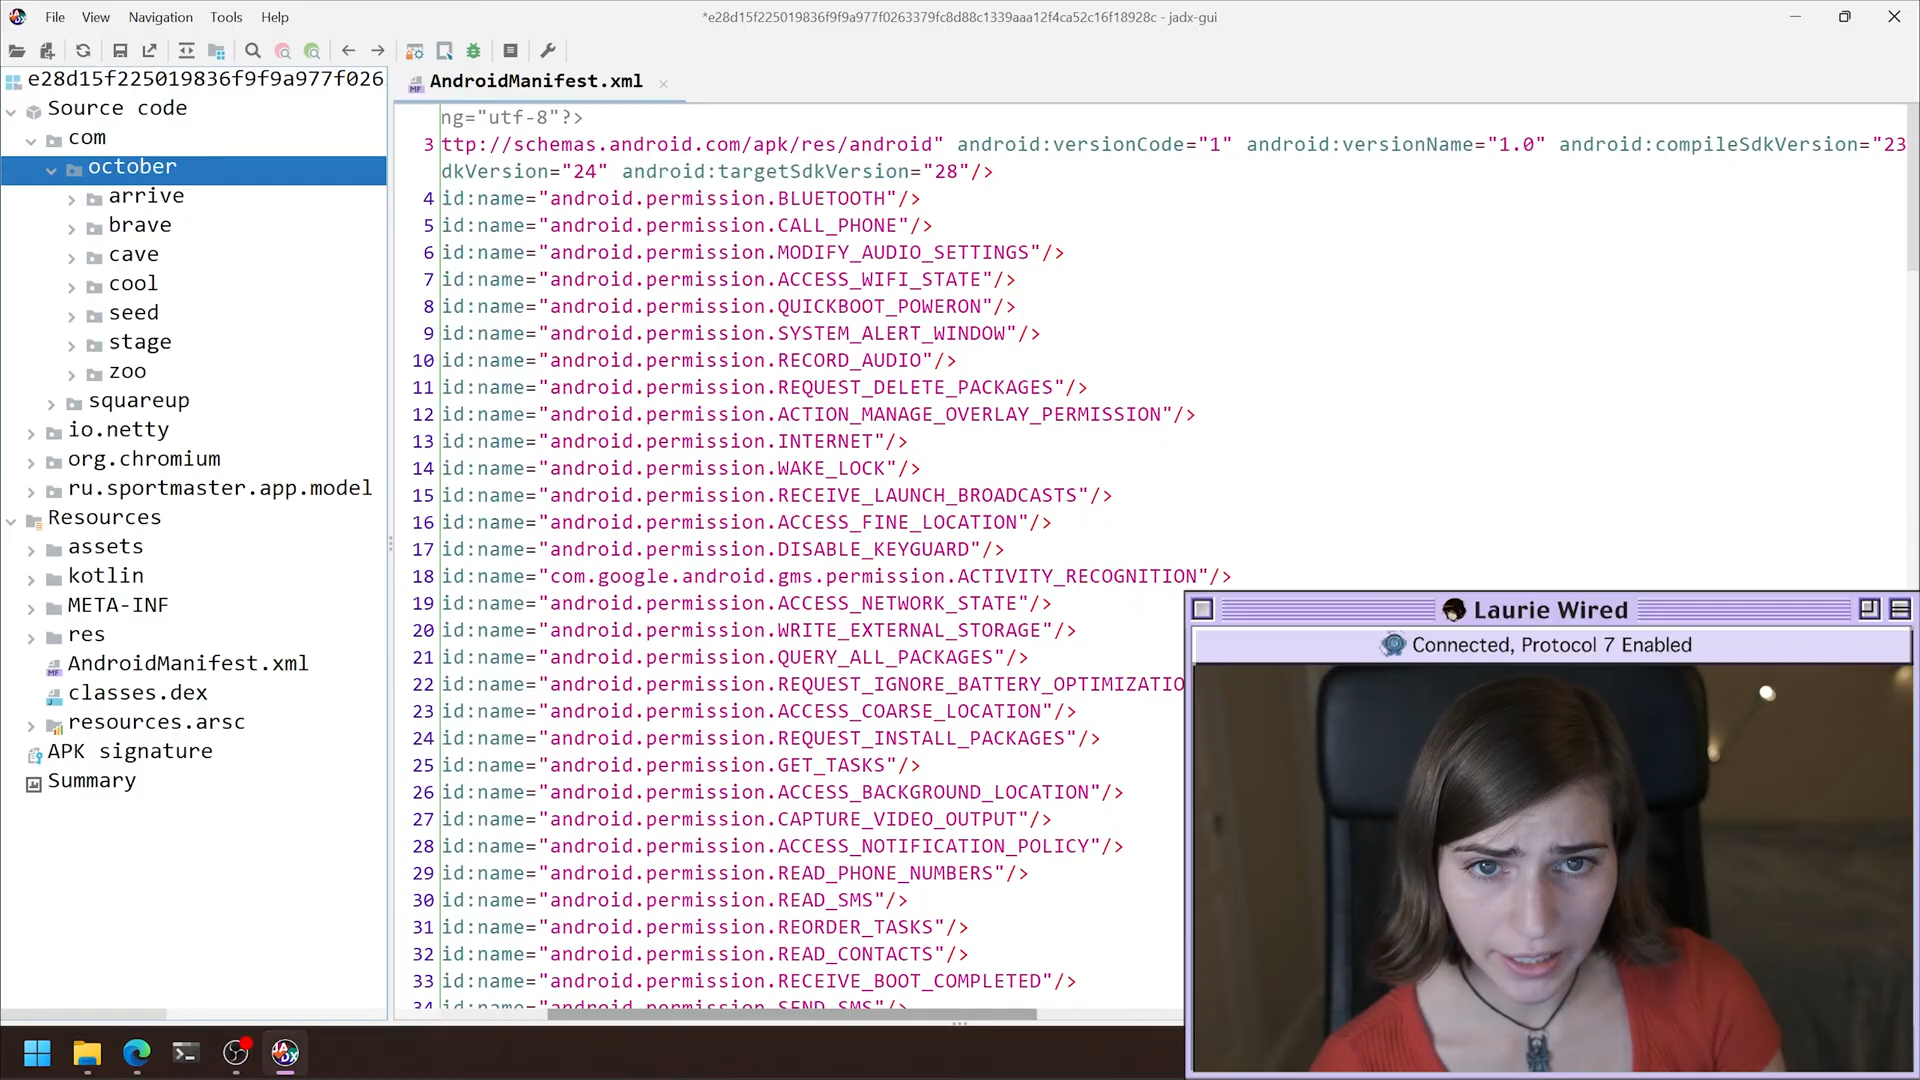 File View Navigation Tools Help
*e28d15f225019836f9f9a977f0263379fc8d88c1339aaa12f4ca52c16f18928c - jadx-gui
e28d15f225019836f9f9a977f026
Source code
com
october
arrive
brave
cave
cool
seed
stage
zoo
squareup
io.netty
org.chromium
ru.sportmaster.app.model
Resources
assets
kotlin
META-INF
res
AndroidManifest.xml
classes.dex
resources.arsc
APK signature
Summary
AndroidManifest.xml
ng="utf-8"?>
3 ttp://schemas.android.com/apk/res/android" android:versionCode="1" android:versionName="1.0" android:compileSdkVersion="23
dkVersion="24" android:targetSdkVersion="28"/>
4 id:name="android.permission.BLUETOOTH"/>
5 id:name="android.permission.CALL_PHONE"/>
6 id:name="android.permission.MODIFY_AUDIO_SETTINGS"/>
7 id:name="android.permission.ACCESS_WIFI_STATE"/>
8 id:name="android.permission.QUICKBOOT_POWERON"/>
9 id:name="android.permission.SYSTEM_ALERT_WINDOW"/>
10 id:name="android.permission.RECORD_AUDIO"/>
11 id:name="android.permission.REQUEST_DELETE_PACKAGES"/>
12 id:name="android.permission.ACTION_MANAGE_OVERLAY_PERMISSION"/>
13 id:name="android.permission.INTERNET"/>
14 id:name="android.permission.WAKE_LOCK"/>
15 id:name="android.permission.RECEIVE_LAUNCH_BROADCASTS"/>
16 id:name="android.permission.ACCESS_FINE_LOCATION"/>
17 id:name="android.permission.DISABLE_KEYGUARD"/>
18 id:name="com.google.android.gms.permission.ACTIVITY_RECOGNITION"/>
19 id:name="android.permission.ACCESS_NETWORK_STATE"/>
20 id:name="android.permission.WRITE_EXTERNAL_STORAGE"/>
21 id:name="android.permission.QUERY_ALL_PACKAGES"/>
22 id:name="android.permission.REQUEST_IGNORE_BATTERY_OPTIMIZATIO
23 id:name="android.permission.ACCESS_COARSE_LOCATION"/>
24 id:name="android.permission.REQUEST_INSTALL_PACKAGES"/>
25 id:name="android.permission.GET_TASKS"/>
26 id:name="android.permission.ACCESS_BACKGROUND_LOCATION"/>
27 id:name="android.permission.CAPTURE_VIDEO_OUTPUT"/>
28 id:name="android.permission.ACCESS_NOTIFICATION_POLICY"/>
29 id:name="android.permission.READ_PHONE_NUMBERS"/>
30 id:name="android.permission.READ_SMS"/>
31 id:name="android.permission.REORDER_TASKS"/>
32 id:name="android.permission.READ_CONTACTS"/>
33 id:name="android.permission.RECEIVE_BOOT_COMPLETED"/>
34 id:name="android.permission.SEND_SMS"/>
Laurie Wired
Connected, Protocol 7 Enabled